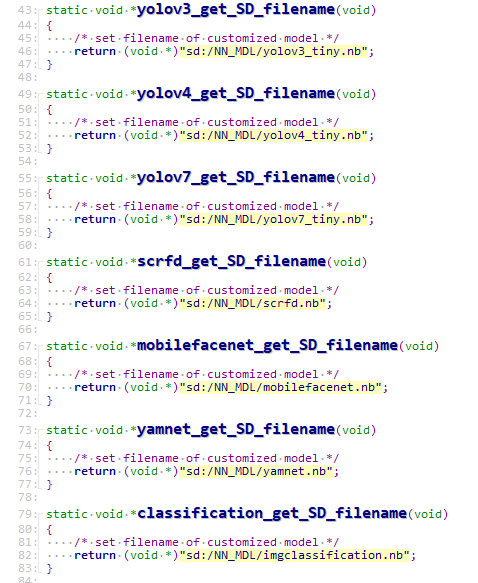 43: static void *yolov3_get_SD_filename(void)
44: {
45: ····/* set filename of customized model */
46: ····return (void *)"sd:/NN_MDL/yolov3_tiny.nb";
47: }
48:
49: static void *yolov4_get_SD_filename(void)
50: {
51: ····/* set filename of customized model */
52: ····return (void *)"sd:/NN_MDL/yolov4_tiny.nb";
53: }
54:
55: static void *yolov7_get_SD_filename(void)
56: {
57: ····/* set filename of customized model */
58: ····return (void *)"sd:/NN_MDL/yolov7_tiny.nb";
59: }
60:
61: static void *scrfd_get_SD_filename(void)
62: {
63: ····/* set filename of customized model */
64: ····return (void *)"sd:/NN_MDL/scrfd.nb";
65: }
66:
67: static void *mobilefacenet_get_SD_filename(void)
68: {
69: ····/* set filename of customized model */
70: ····return (void *)"sd:/NN_MDL/mobilefacenet.nb";
71: }
72:
73: static void *yamnet_get_SD_filename(void)
74: {
75: ····/* set filename of customized model */
76: ····return (void *)"sd:/NN_MDL/yamnet.nb";
77: }
78:
79: static void *classification_get_SD_filename(void)
80: {
81: ····/* set filename of customized model */
82: ····return (void *)"sd:/NN_MDL/imgclassification.nb";
83: }
84: